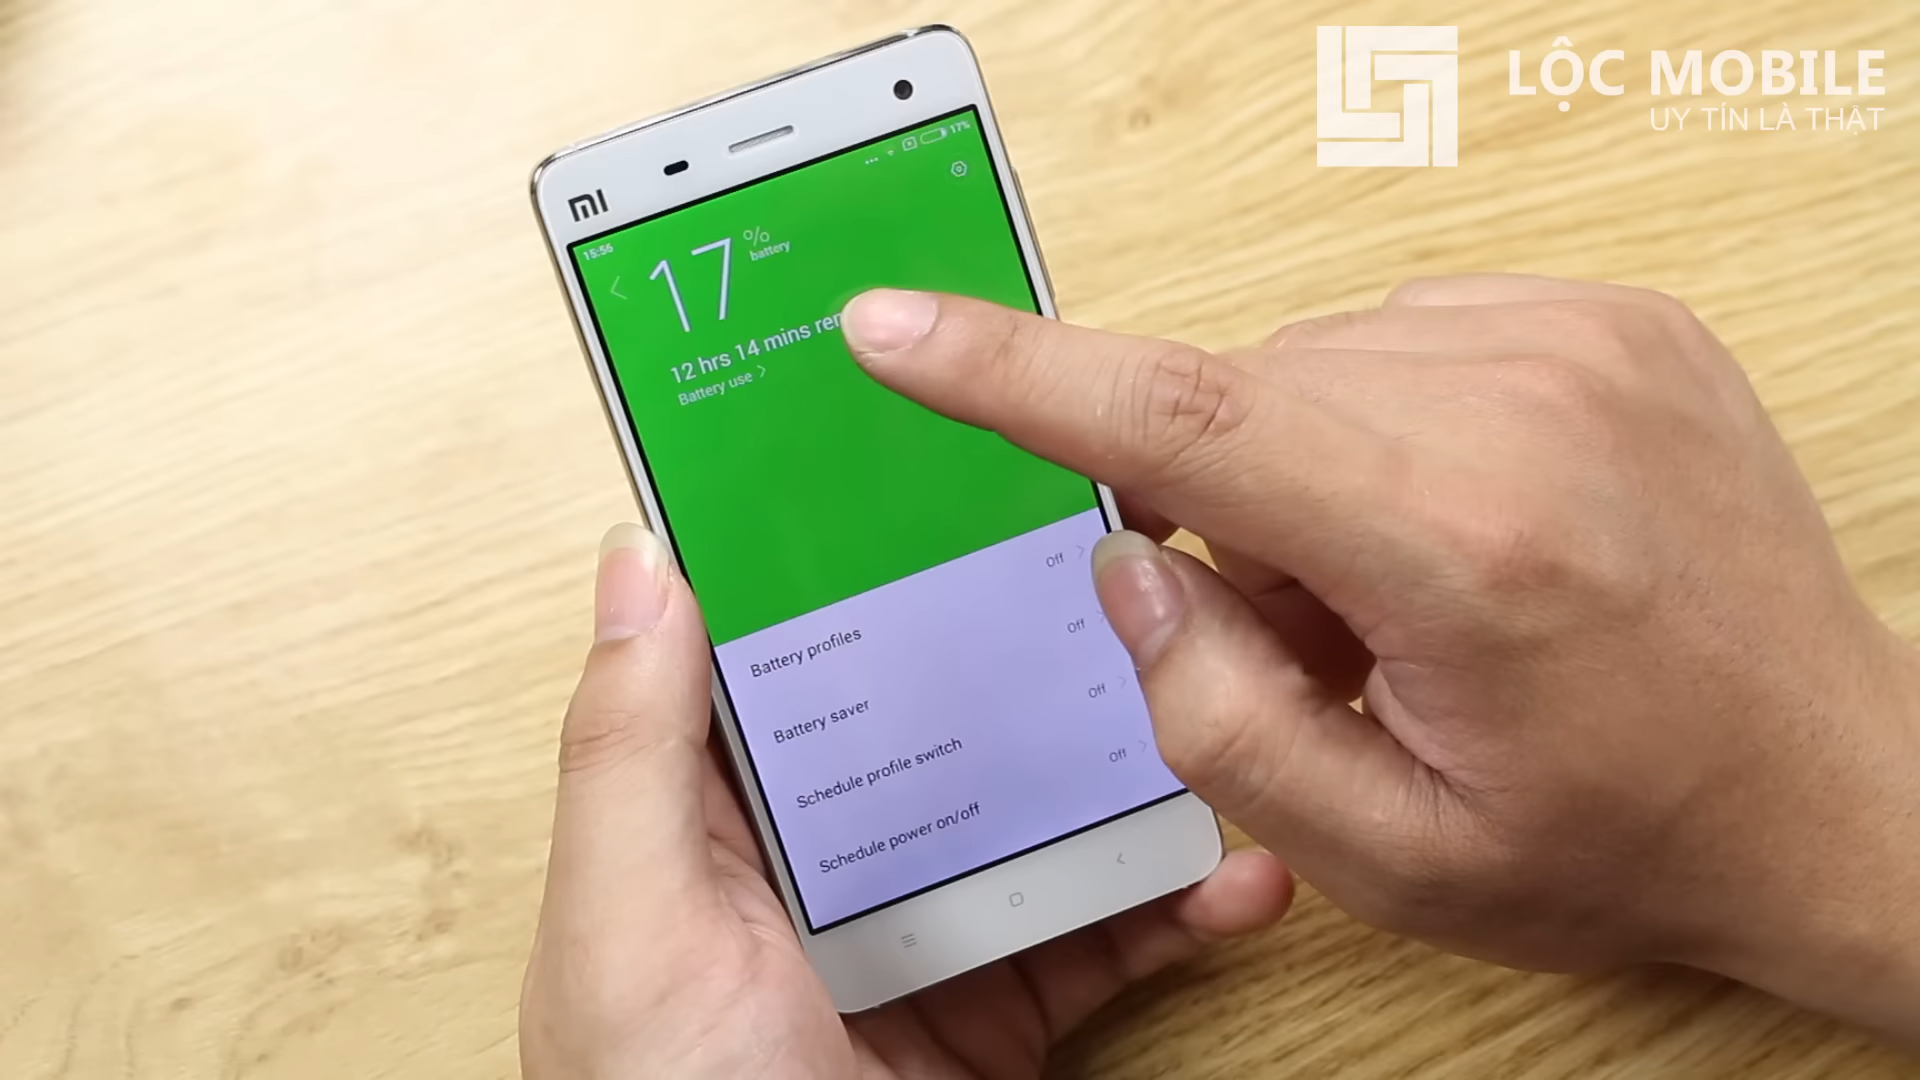 LỘC MOBILE
UY TÍN LÀ THẬT
17%
mi
15:56
17 %
battery
12 hrs 14 mins
Battery use >
Battery profiles Off >
Battery saver Off >
Schedule profile switch Off >
Schedule power on/off Off >